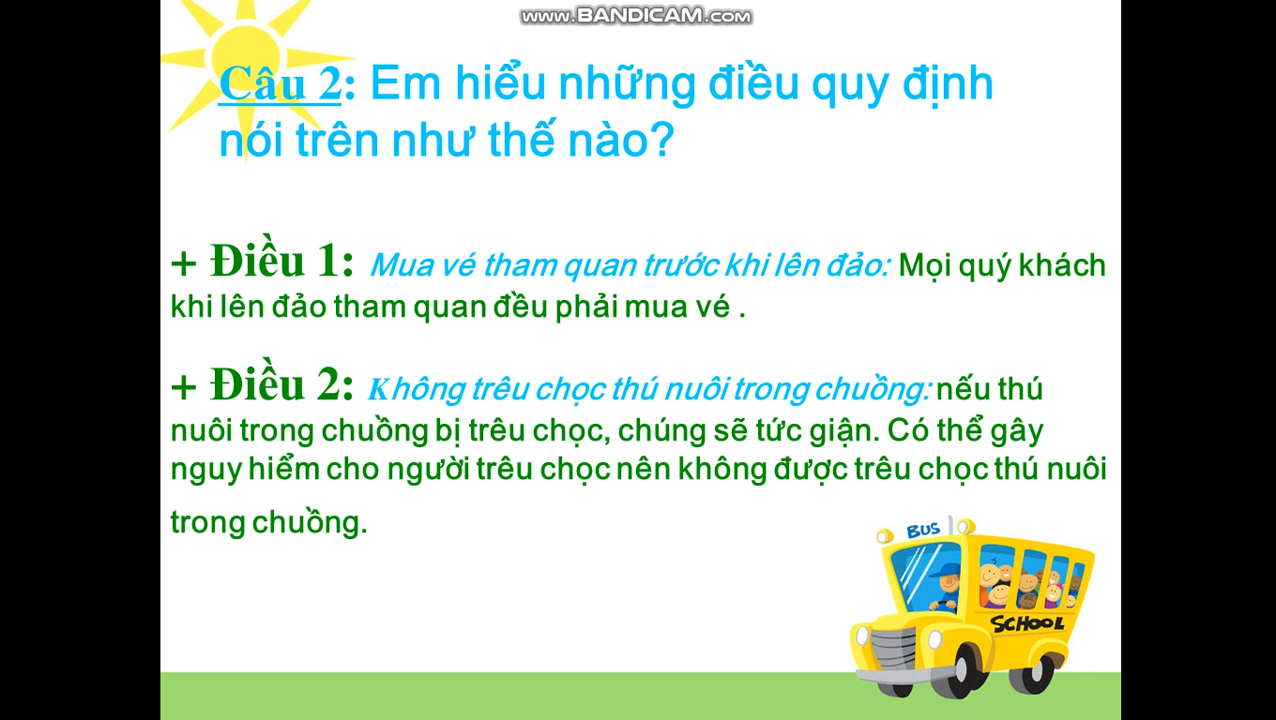 www.BANDICAM.com
Câu 2: Em hiểu những điều quy định
nói trên như thế nào?
+ Điều 1: Mua vé tham quan trước khi lên đảo: Mọi quý khách
khi lên đảo tham quan đều phải mua vé .
+ Điều 2: Không trêu chọc thú nuôi trong chuồng: nếu thú
nuôi trong chuồng bị trêu chọc, chúng sẽ tức giận. Có thể gây
nguy hiểm cho người trêu chọc nên không được trêu chọc thú nuôi
trong chuồng.
BUS
SCHOOL